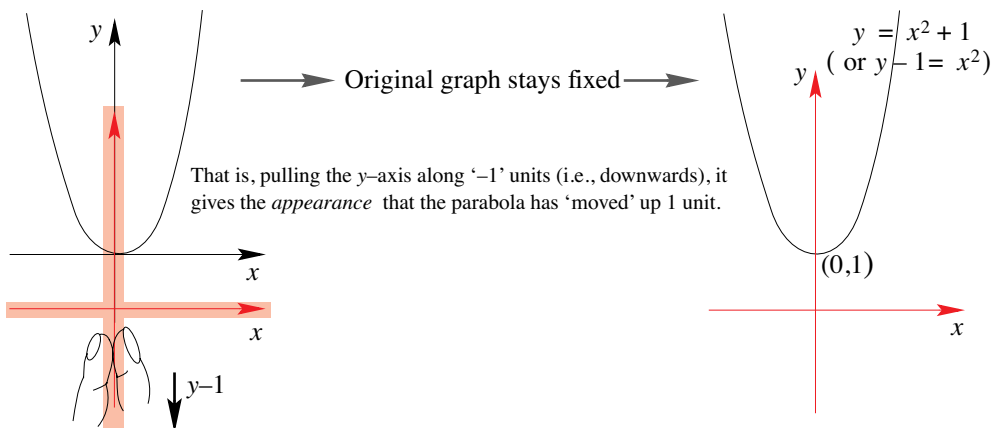 y
y = x² + 1
( or y – 1 = x²)
Original graph stays fixed
y
That is, pulling the y–axis along ‘–1’ units (i.e., downwards), it
gives the appearance that the parabola has ‘moved’ up 1 unit.
x
(0,1)
x
x
y–1